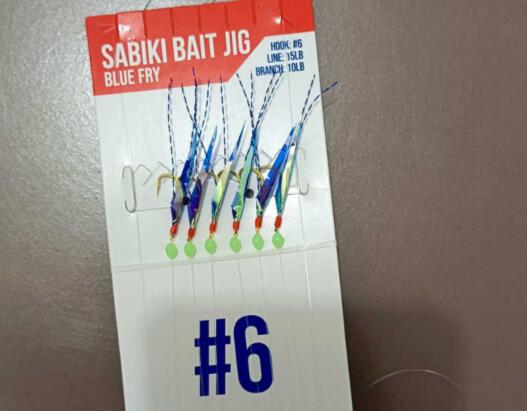 SABIKI BAIT JIG
BLUE FRY
HOOK: #6
LINE: 15LB
BRANCH: 10LB
#6